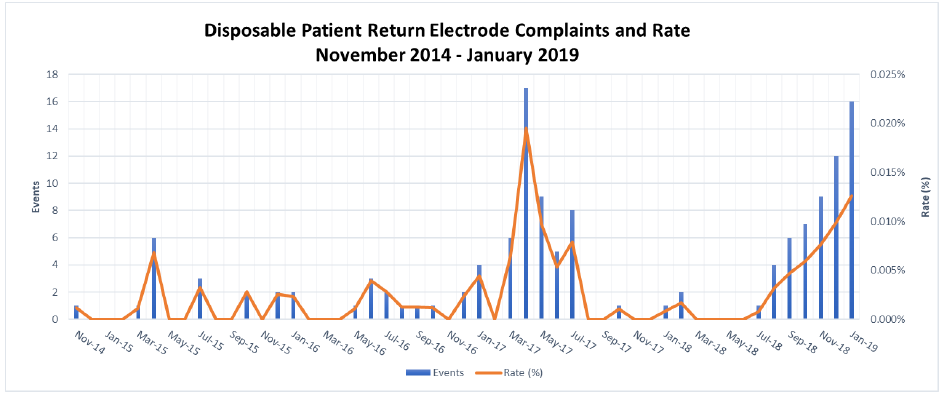 Disposable Patient Return Electrode Complaints and Rate
November 2014 - January 2019
18
16
14
12
10
8
6
4
2
0
Events
0.025%
0.020%
0.015%
0.010%
0.005%
0.000%
Rate (%)
Nov-14
Jan-15
Mar-15
May-15
Jul-15
Sep-15
Nov-15
Jan-16
Mar-16
May-16
Jul-16
Sep-16
Nov-16
Jan-17
Mar-17
May-17
Jul-17
Sep-17
Nov-17
Jan-18
Mar-18
May-18
Jul-18
Sep-18
Nov-18
Jan-19
Events Rate (%)